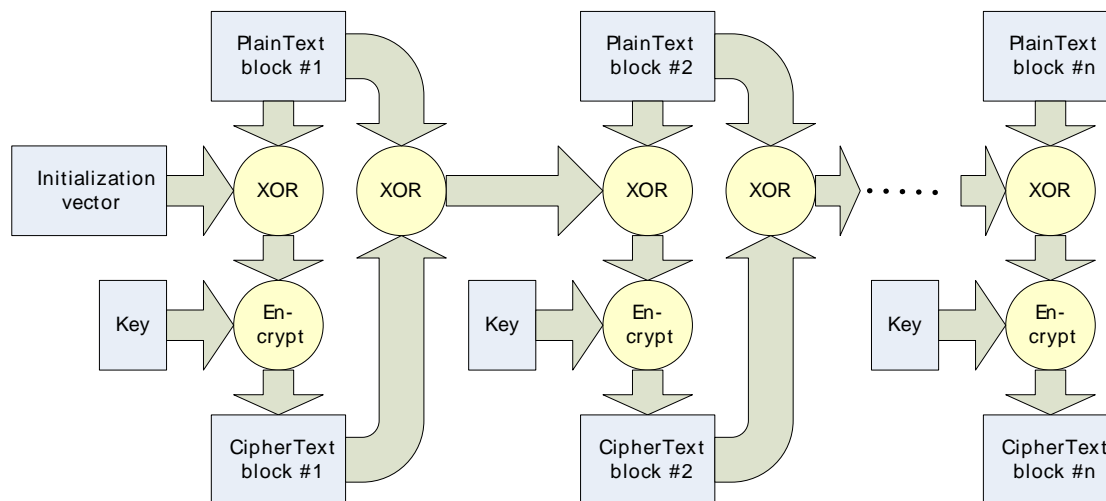 PlainText
block #1
PlainText
block #2
PlainText
block #n
Initialization
vector
XOR
XOR
XOR
XOR
XOR
Key
En-
crypt
Key
En-
crypt
Key
En-
crypt
CipherText
block #1
CipherText
block #2
CipherText
block #n